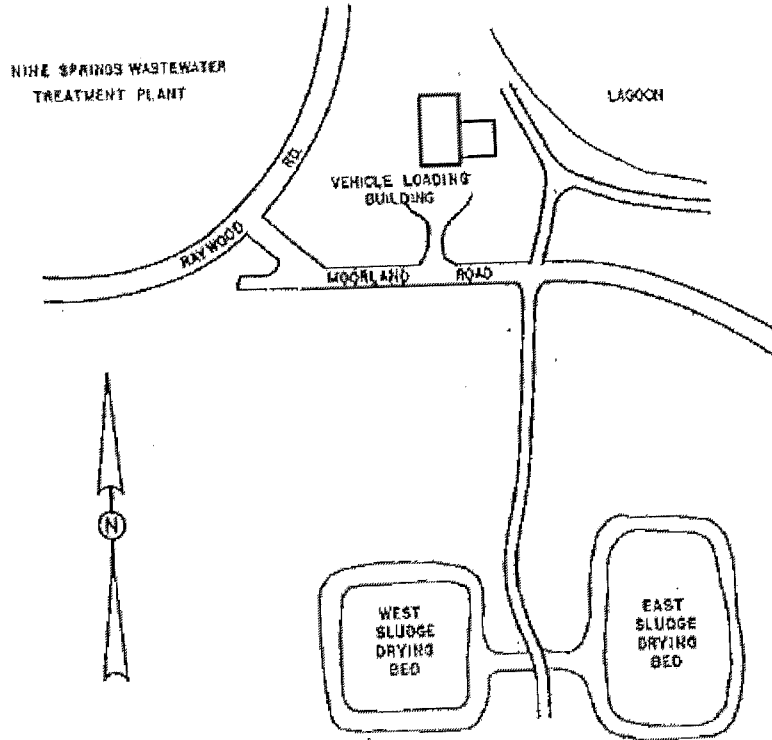 NINE SPRINGS WASTEWATER
TREATMENT PLANT
LAGOON
RD.
VEHICLE LOADING
BUILDING
RAYWOOD
MOORLAND ROAD
N
WEST
SLUDGE
DRYING
BED
EAST
SLUDGE
DRYING
BED